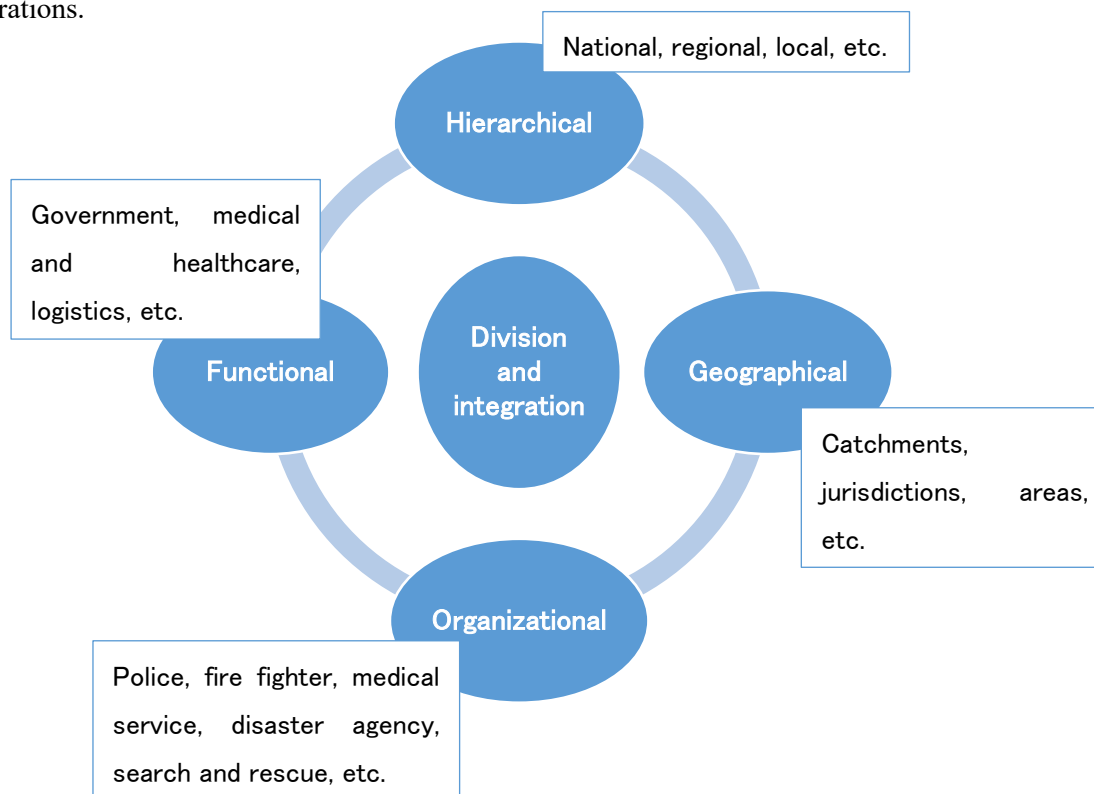 rations.
National, regional, local, etc.
Hierarchical
Government, medical
and healthcare,
logistics, etc.
Functional
Division
and
integration
Geographical
Catchments,
jurisdictions, areas,
etc.
Organizational
Police, fire fighter, medical
service, disaster agency,
search and rescue, etc.